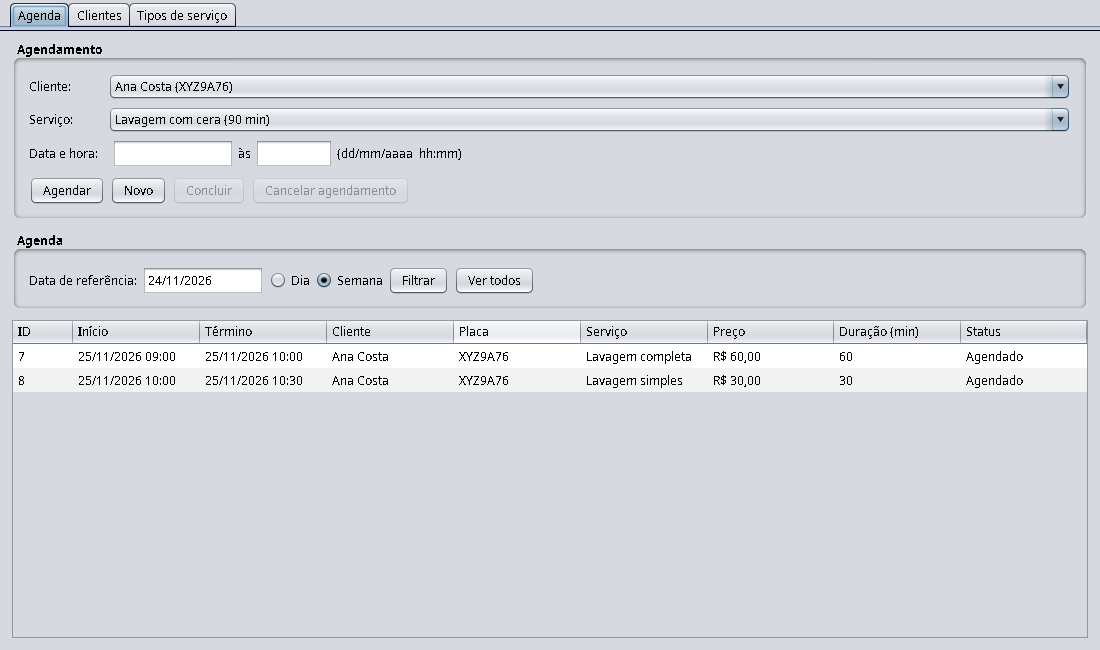 Agenda Clientes Tipos de serviço
Agendamento
Cliente: Ana Costa (XYZ9A76)
Serviço: Lavagem com cera (90 min)
Data e hora: às (dd/mm/aaaa hh:mm)
Agendar Novo Concluir Cancelar agendamento
Agenda
Data de referência: 24/11/2026 Dia Semana Filtrar Ver todos
ID Início Término Cliente Placa Serviço Preço Duração (min) Status
7 25/11/2026 09:00 25/11/2026 10:00 Ana Costa XYZ9A76 Lavagem completa R$ 60,00 60 Agendado
8 25/11/2026 10:00 25/11/2026 10:30 Ana Costa XYZ9A76 Lavagem simples R$ 30,00 30 Agendado